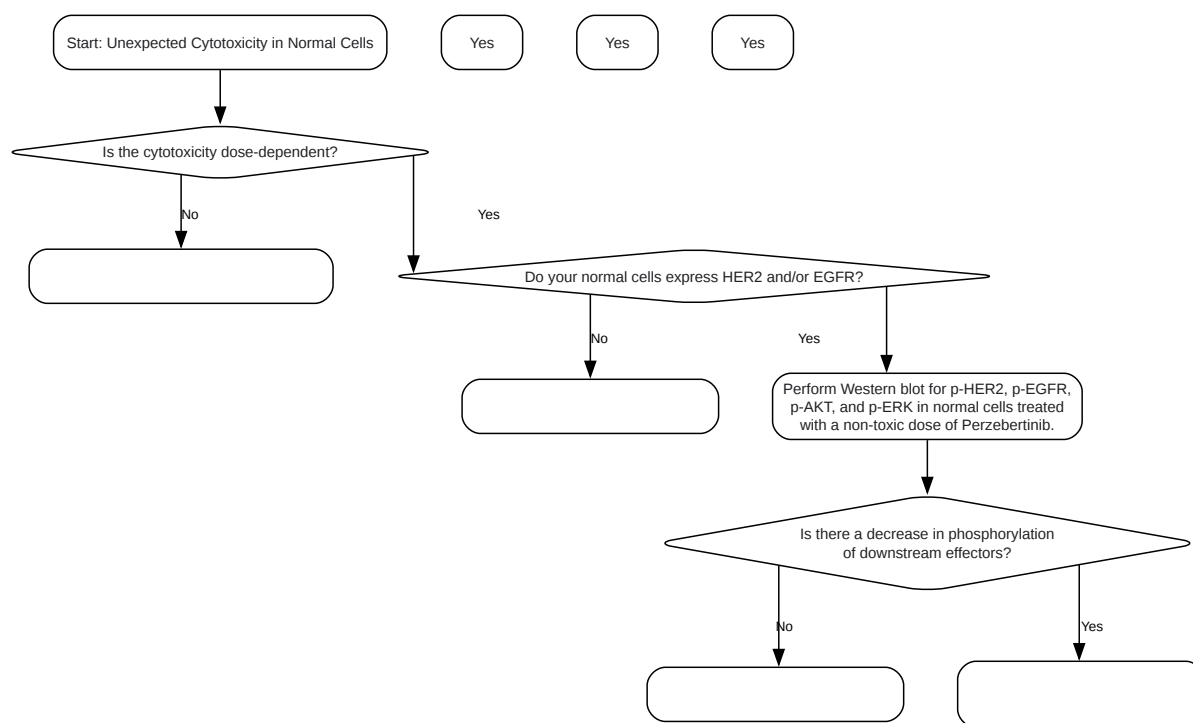 Start: Unexpected Cytotoxicity in Normal Cells
Yes
Yes
Yes
Is the cytotoxicity dose-dependent?
No
Yes
Do your normal cells express HER2 and/or EGFR?
No
Yes
Perform Western blot for p-HER2, p-EGFR,
p-AKT, and p-ERK in normal cells treated
with a non-toxic dose of Perzebertinib.
Is there a decrease in phosphorylation
of downstream effectors?
No
Yes